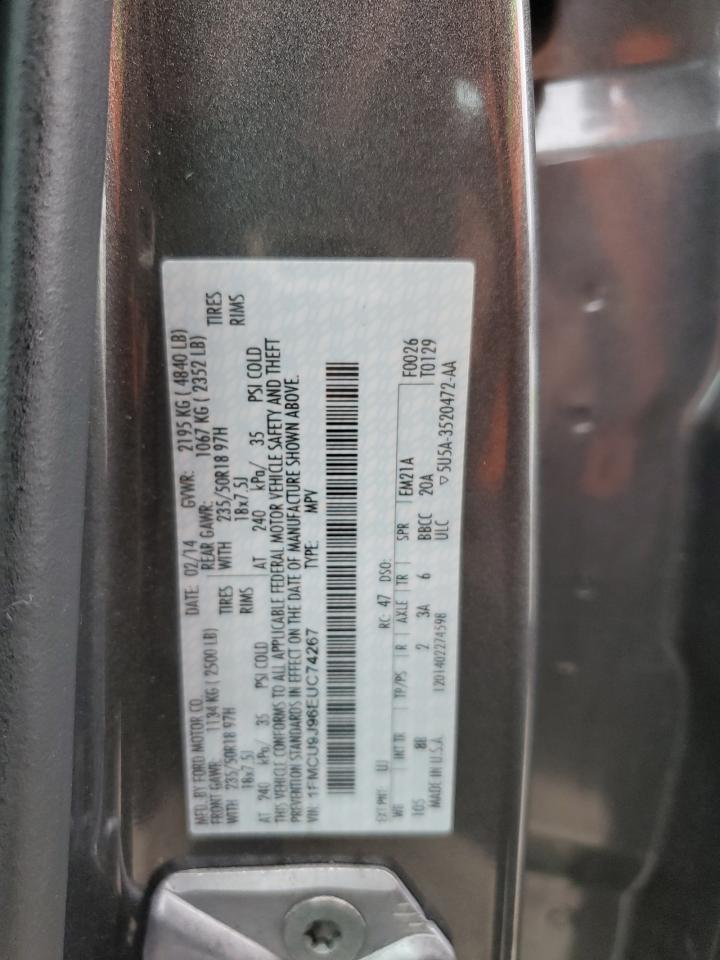 MFD. BY FORD MOTOR CO. DATE: 02/14 GVWR: 2195 KG ( 4840 LB)
FRONT GAWR: 1134 KG ( 2500 LB) REAR GAWR: 1067 KG ( 2352 LB)
WITH 235/50R18 97H TIRES WITH 235/50R18 97H TIRES
18x7.5J RIMS 18x7.5J RIMS
AT 240 kPa/ 35 PSI COLD AT 240 kPa/ 35 PSI COLD
THIS VEHICLE CONFORMS TO ALL APPLICABLE FEDERAL MOTOR VEHICLE SAFETY AND THEFT
PREVENTION STANDARDS IN EFFECT ON THE DATE OF MANUFACTURE SHOWN ABOVE.
VIN: 1FMCU9J96EUC74267 TYPE: MPV
EXT PNT: UJ RC: 47 DSO: F0026
WB INT TR TP/PS R AXLE TR SPR EM21A T0129
105 8B 2 3A 6 BBCC 20A
MADE IN U.S.A. 1201402274598 ULC 5U5A-3520472-AA